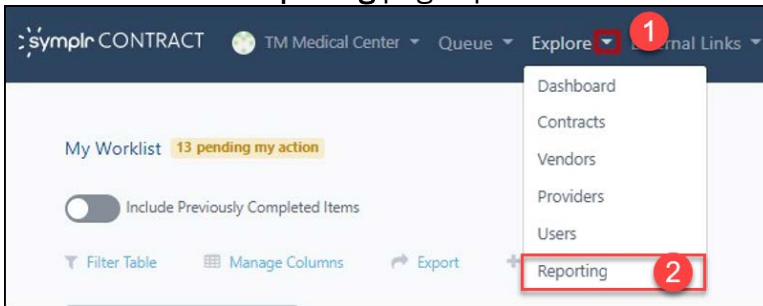 symplr CONTRACT TM Medical Center Queue Explore 1 Links
Dashboard
Contracts
My Worklist 13 pending my action
Vendors
Include Previously Completed Items
Providers
Users
Filter Table Manage Columns Export
Reporting 2